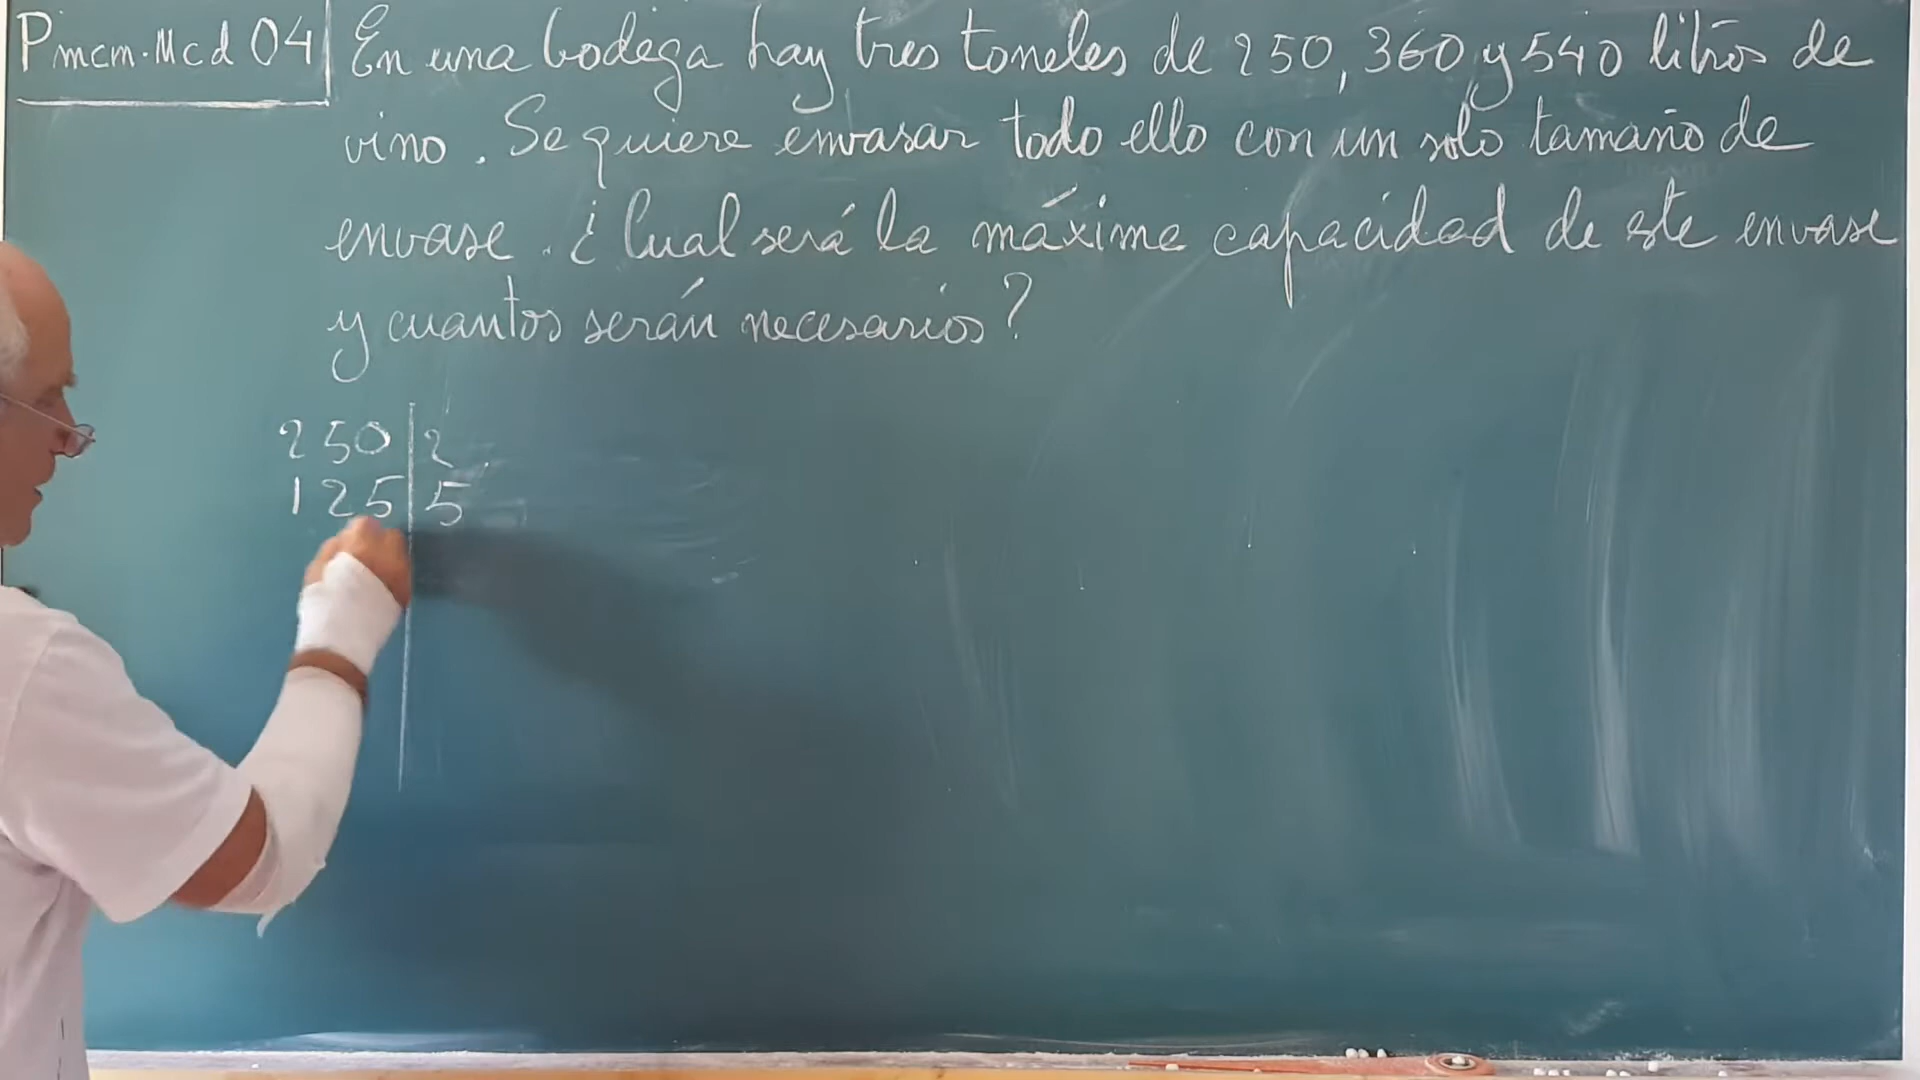 Pmcm.Mcd 04
En una bodega hay tres toneles de 250, 360 y 540 litros de
vino. Se quiere envasar todo ello con un solo tamaño de
envase. ¿Cual será la máxima capacidad de este envase
y cuantos serán necesarios?
250 | 2
125 | 5